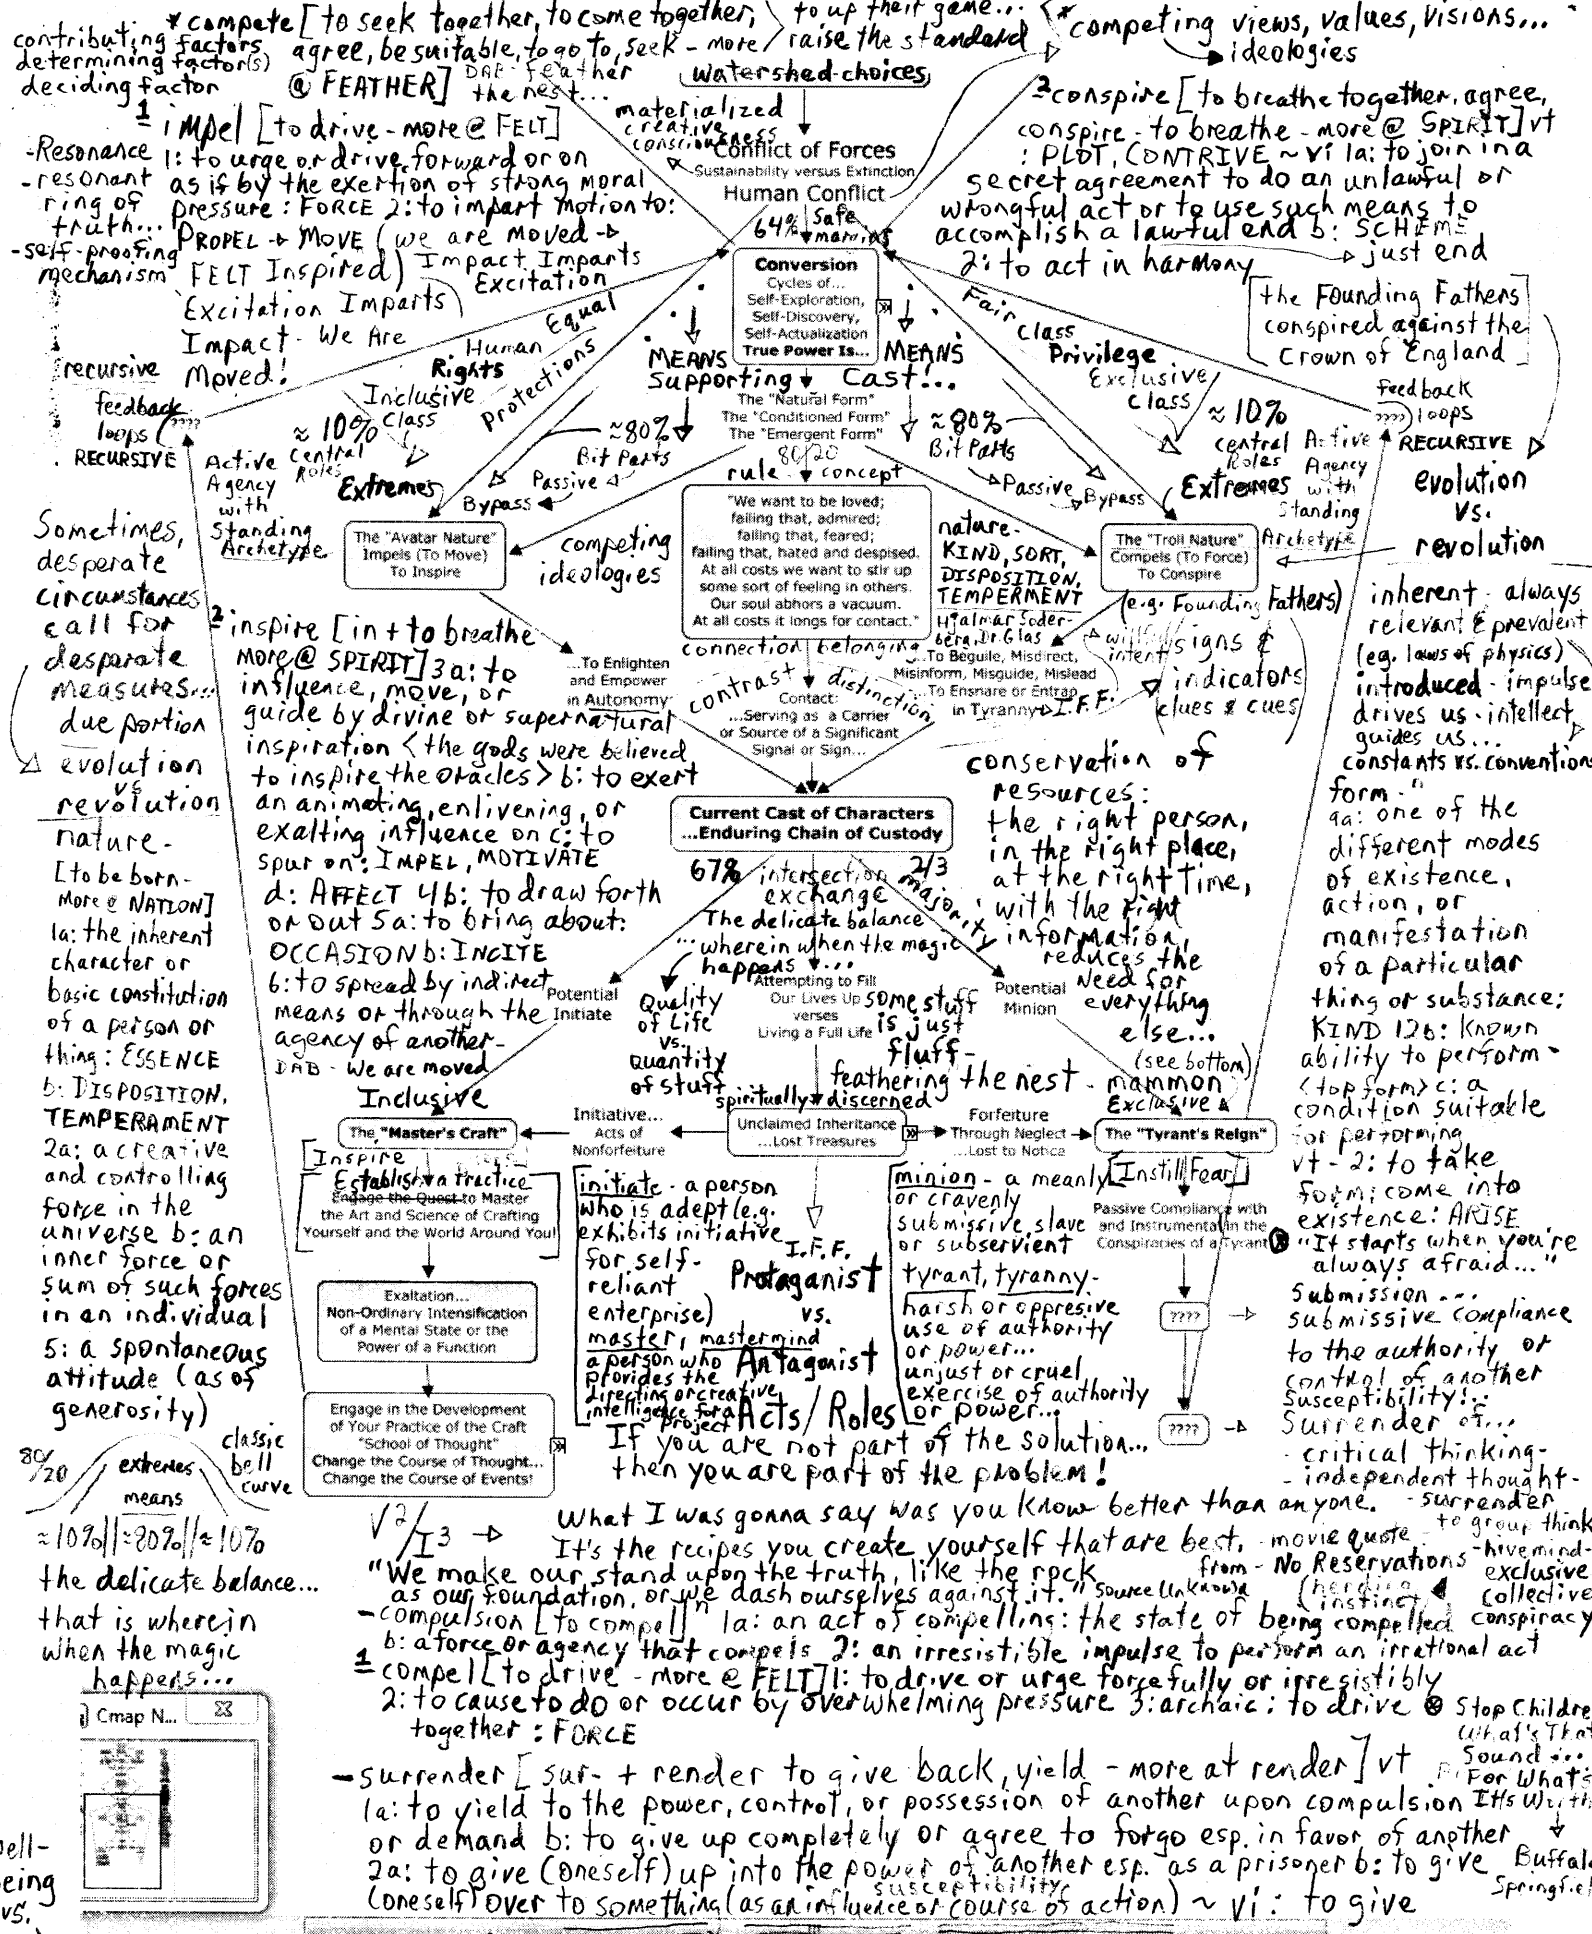 * compete [to seek together, to come together,
agree, be suitable, to go to, seek - more
@ FEATHER] DAB - feather
the nest...
to up their game...
raise the standard
* competing views, values, visions...
ideologies
contributing factors
determining factor(s)
deciding factor
watershed choices
materialized
creative
consciousness
Conflict of Forces
Sustainability versus Extinction
Human Conflict
64% Safe
margins
1 impel [to drive - more @ FELT]
1: to urge or drive forward or on
as if by the exertion of strong moral
pressure : FORCE 2: to impart motion to:
PROPEL → MOVE (we are moved →
FELT Inspired) Impact Imparts
Excitation
Excitation Imparts
Impact - We Are
Moved!
- Resonance
- resonant
ring of
truth...
- self-proofing
mechanism
2 conspire [to breathe together, agree,
conspire - to breathe - more @ SPIRIT] vt
: PLOT, CONTRIVE ~ vi 1a: to join in a
secret agreement to do an unlawful or
wrongful act or to use such means to
accomplish a lawful end b: SCHEME
just end
2: to act in harmony
[the Founding Fathers
conspired against the
Crown of England]
Conversion
Cycles of...
Self-Exploration,
Self-Discovery,
Self-Actualization
True Power Is...
Equal
Human
Rights
Protections
Inclusive
Class
MEANS
Supporting
MEANS
Cast...
Fair
Class
Privilege
Exclusive
Class
The "Natural Form"
The "Conditioned Form"
The "Emergent Form"
80/20
rule - concept
recursive
feedback
????
loops
RECURSIVE
≈ 10%
Central
Roles
Active
Agency
with
Standing
Archetype
Extremes
≈80%
Bit Parts
Passive
Bypass
≈80%
Bit Parts
Passive
Bypass
≈ 10%
central
Roles
Active
Agency
with
Standing
Archetype
Extremes
feedback
????
loops
RECURSIVE
evolution
vs.
revolution
The "Avatar Nature"
Impels (To Move)
To Inspire
competing
ideologies
"We want to be loved;
failing that, admired;
failing that, feared;
failing that, hated and despised.
At all costs we want to stir up
some sort of feeling in others.
Our soul abhors a vacuum.
At all costs it longs for contact."
nature-
KIND, SORT,
DISPOSITION,
TEMPERMENT
Hjalmar Soder-
berg, Dr. Glas
The "Troll Nature"
Compels (To Force)
To Conspire
(e.g. Founding Fathers)
willful
intent
signs &
indicators
clues & cues
Sometimes,
desperate
circumstances
call for
desparate
measures...
due portion
evolution
vs
revolution
2 inspire [in + to breathe
more @ SPIRIT] 3a: to
influence, move, or
guide by divine or supernatural
inspiration < the gods were believed
to inspire the oracles > b: to exert
an animating, enlivening, or
exalting influence on c: to
spur on : IMPEL, MOTIVATE
d: AFFECT 4b: to draw forth
or out 5a: to bring about:
OCCASION b: INCITE
6: to spread by indirect
means or through the
agency of another-
DAB - We are moved
...To Enlighten
and Empower
in Autonomy
connection belonging
contrast distinction
Contact:
...Serving as a Carrier
or Source of a Significant
Signal or Sign...
...To Beguile, Misdirect,
Misinform, Misguide, Mislead
...To Ensnare or Entrap
in Tyranny
I.F.F.
inherent - always
relevant & prevalent
(eg. laws of physics)
introduced - impulse
drives us - intellect
guides us...
constants vs. conventions
form -
9a: one of the
different modes
of existence,
action, or
manifestation
of a particular
thing or substance:
KIND 12b: Known
ability to perform -
<top form> c: a
condition suitable
for performing
vt - 2: to take
form; come into
existence: ARISE
"It starts when you're
always afraid..."
Submission...
submissive compliance
to the authority or
control of another
Susceptibility!..
Surrender of...
- critical thinking-
- independent thought-
- surrender
to group think
- hive mind-
exclusive
collective
conspiracy
Current Cast of Characters
...Enduring Chain of Custody
conservation of
resources:
the right person,
in the right place,
at the right time,
with the right
information,
reduces the
need for
everything
else...
(see bottom)
67%
intersection
exchange
2/3
majority
The delicate balance
... wherein when the magic
happens ...
nature-
[to be born-
More @ NATION]
1a: the inherent
character or
basic constitution
of a person or
thing : ESSENCE
b: DISPOSITION,
TEMPERAMENT
2a: a creative
and controlling
force in the
universe b: an
inner force or
sum of such forces
in an individual
5: a spontaneous
attitude (as of
generosity)
Potential
Initiate
Quality
of Life
vs.
Quantity
of stuff
Attempting to Fill
Our Lives Up
verses
Living a Full Life
some stuff
is just
fluff-
feathering the nest - mammon
Potential
Minion
spiritually discerned
Inclusive
The "Master's Craft"
Initiative...
Acts of
Nonforfeiture
Unclaimed Inheritance
...Lost Treasures
Forfeiture
Through Neglect
...Lost to Notice
Exclusive
The "Tyrant's Reign"
[Inspire
Establish a Practice
Engage the Quest to Master
the Art and Science of Crafting
Yourself and the World Around You!
Exaltation...
Non-Ordinary Intensification
of a Mental State or the
Power of a Function
Engage in the Development
of Your Practice of the Craft
"School of Thought"
Change the Course of Thought...
Change the Course of Events!
initiate - a person
who is adept (e.g.
exhibits initiative
for self-
reliant
enterprise)
master, mastermind
a person who
provides the
directing or creative
intelligence for a
project
I.F.F.
Protaganist
vs.
Antagonist
Acts/Roles
minion - a meanly
or cravenly
submissive slave
or subservient
tyrant, tyranny-
harsh or oppresive
use of authority
or power...
unjust or cruel
exercise of authority
or power...
[Instill Fear]
Passive Compliance with
and Instrumental in the
Conspiracies of a Tyrant
????
????
If you are not part of the solution...
then you are part of the problem!
80/20
extremes
means
classic
bell
curve
≈10% || ≈80% || ≈10%
the delicate balance...
that is wherein
when the magic
happens...
√2/I3 →
What I was gonna say was you know better than anyone.
It's the recipes you create yourself that are best. - movie quote
from - No Reservations
"We make our stand upon the truth, like the rock
as our foundation, or we dash ourselves against it." Source Unknown
(herding
instinct)
- compulsion [to compel] n 1a: an act of compelling: the state of being compelled
b: a force or agency that compels 2: an irresistible impulse to perform an irrational act
1 compel [to drive - more @ FELT] 1: to drive or urge forcefully or irresistibly
2: to cause to do or occur by overwhelming pressure 3: archaic : to drive
together : FORCE
Cmap N...
Stop Childre
What's That
Sound...
For What's
Its Worth
Buffal
Springfiel
- surrender [sur- + render to give back, yield - more at render] vt
1a: to yield to the power, control, or possession of another upon compulsion
or demand b: to give up completely or agree to forgo esp. in favor of another
2a: to give (oneself) up into the power of another esp. as a prisoner b: to give
susceptibility
(oneself) over to something (as an influence or course of action) ~ vi: to give
ell-
eing
vs.